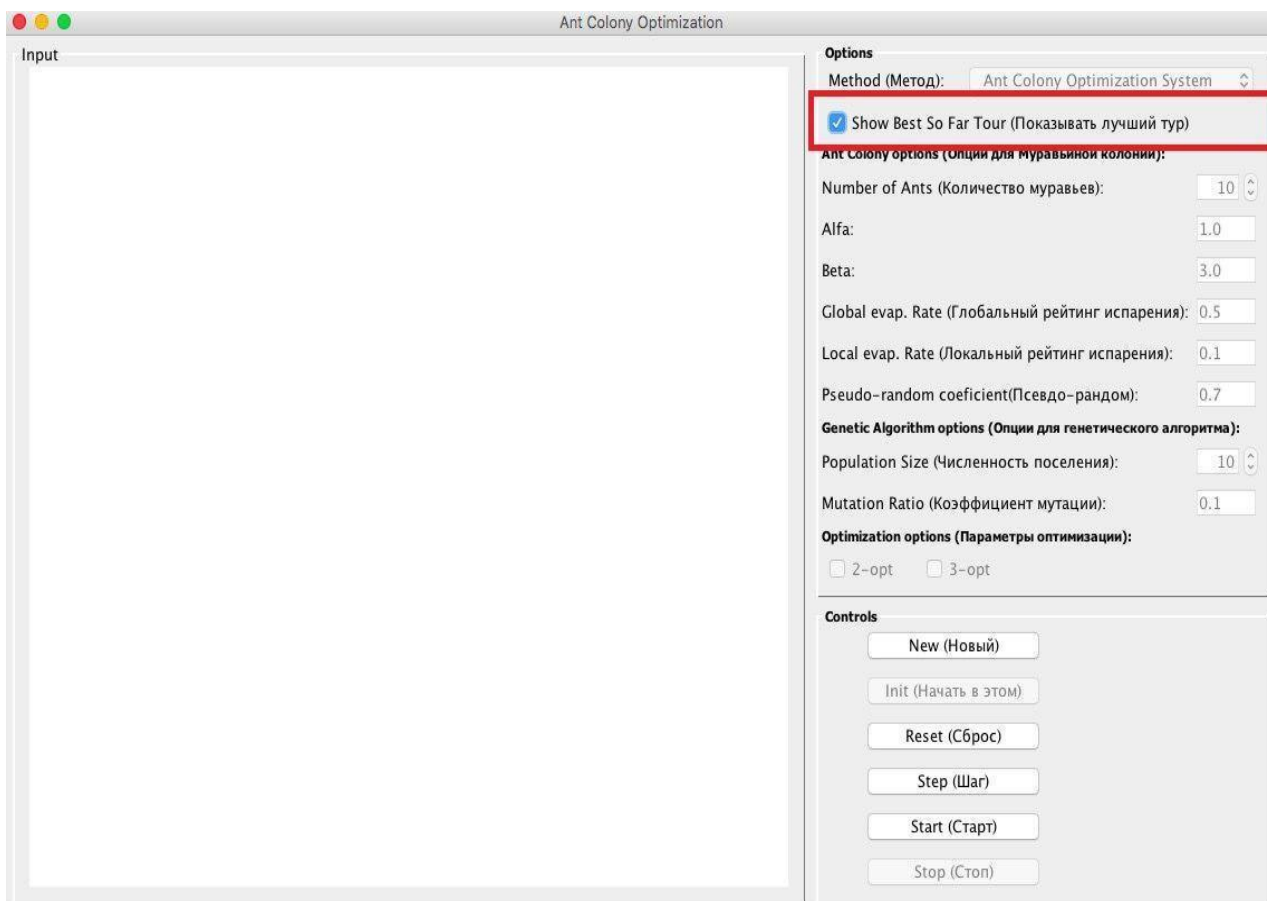 Ant Colony Optimization
Input
Options
Method (Метод): Ant Colony Optimization System
Show Best So Far Tour (Показывать лучший тур)
Ant Colony options (Опции для Муравьиной колонии):
Number of Ants (Количество муравьев): 10
Alfa: 1.0
Beta: 3.0
Global evap. Rate (Глобальный рейтинг испарения): 0.5
Local evap. Rate (Локальный рейтинг испарения): 0.1
Pseudo-random coeficient(Псевдо-рандом): 0.7
Genetic Algorithm options (Опции для генетического алгоритма):
Population Size (Численность поселения): 10
Mutation Ratio (Коэффициент мутации): 0.1
Optimization options (Параметры оптимизации):
2-opt 3-opt
Controls
New (Новый)
Init (Начать в этом)
Reset (Сброс)
Step (Шаг)
Start (Старт)
Stop (Стоп)